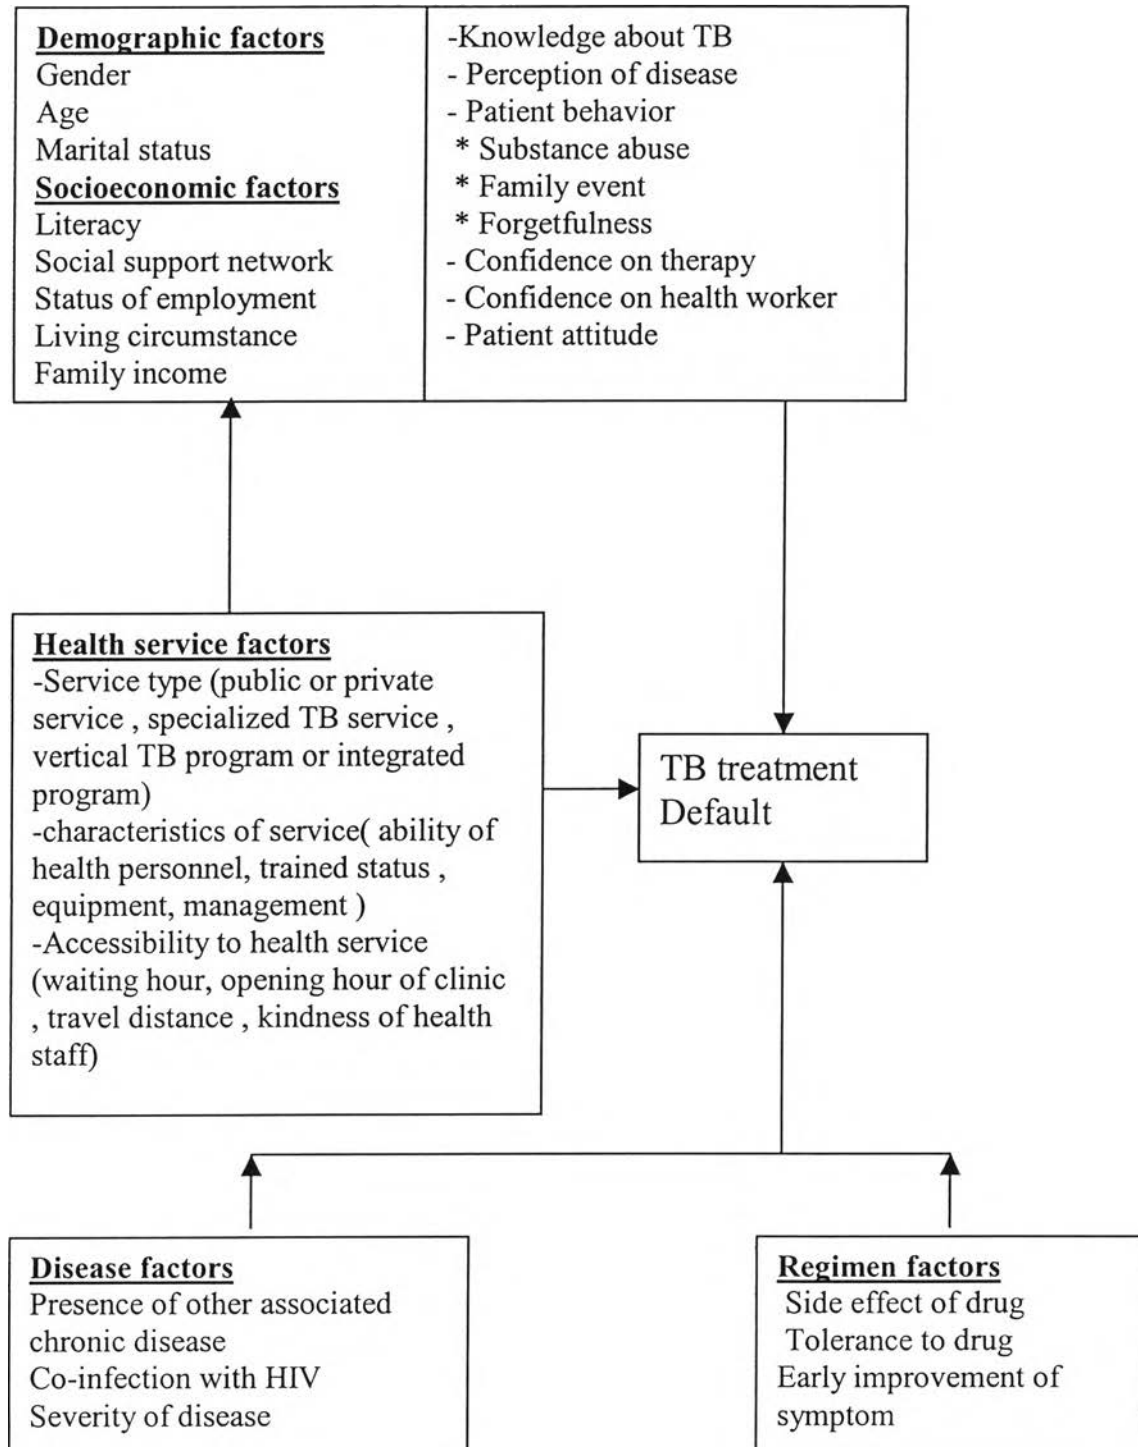 Demographic factors
Gender
Age
Marital status
Socioeconomic factors
Literacy
Social support network
Status of employment
Living circumstance
Family income
-Knowledge about TB
- Perception of disease
- Patient behavior
* Substance abuse
* Family event
* Forgetfulness
- Confidence on therapy
- Confidence on health worker
- Patient attitude
Health service factors
-Service type (public or private
service , specialized TB service ,
vertical TB program or integrated
program)
-characteristics of service( ability of
health personnel, trained status ,
equipment, management )
-Accessibility to health service
(waiting hour, opening hour of clinic
, travel distance , kindness of health
staff)
TB treatment
Default
Disease factors
Presence of other associated
chronic disease
Co-infection with HIV
Severity of disease
Regimen factors
Side effect of drug
Tolerance to drug
Early improvement of
symptom